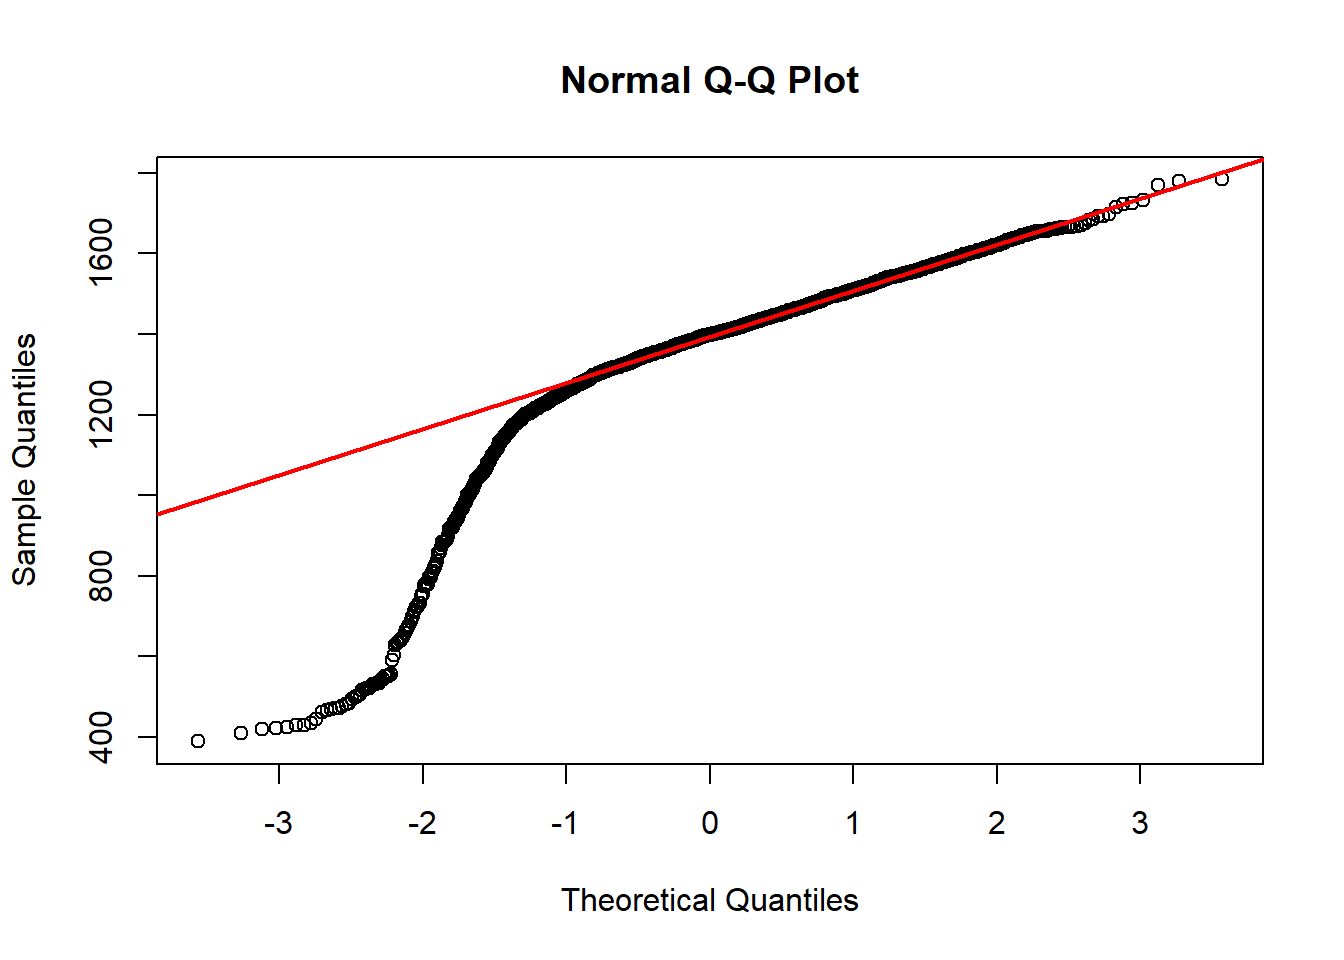 Normal Q-Q Plot
Sample Quantiles
1600
1200
800
400
-3 -2 -1 0 1 2 3
Theoretical Quantiles